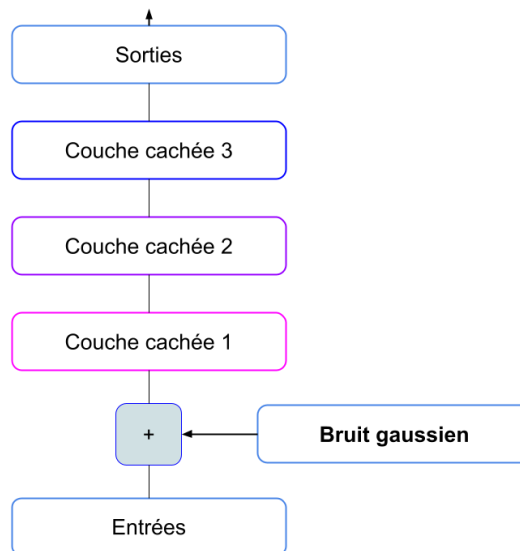 Sorties
Couche cachée 3
Couche cachée 2
Couche cachée 1
+
Bruit gaussien
Entrées